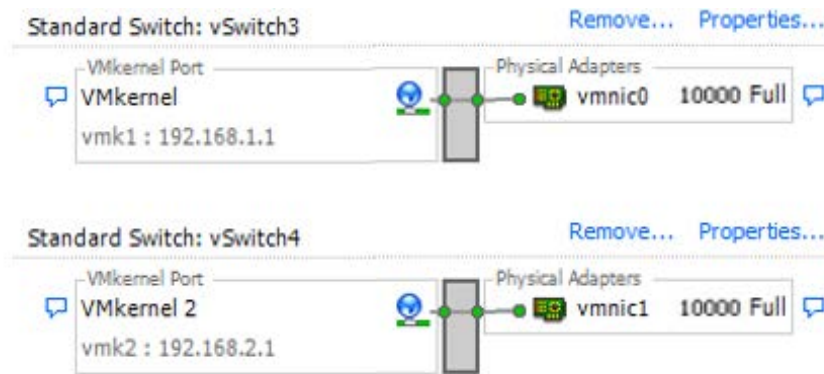 Standard Switch: vSwitch3 Remove... Properties...
VMkernel Port Physical Adapters
VMkernel vmnic0 10000 Full
vmk1 : 192.168.1.1
Standard Switch: vSwitch4 Remove... Properties...
VMkernel Port Physical Adapters
VMkernel 2 vmnic1 10000 Full
vmk2 : 192.168.2.1